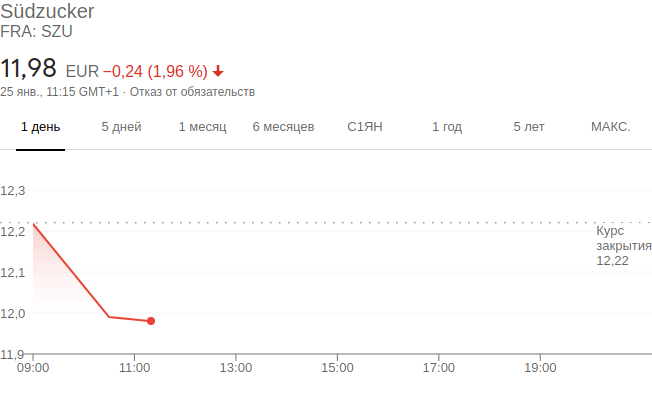 Südzucker
FRA: SZU
11,98 EUR −0,24 (1,96 %)
25 янв., 11:15 GMT+1 · Отказ от обязательств
1 день 5 дней 1 месяц 6 месяцев С1ЯН 1 год 5 лет МАКС.
12,3
12,2
Курс
закрытия
12,22
12,1
12,0
11,9
09:00 11:00 13:00 15:00 17:00 19:00